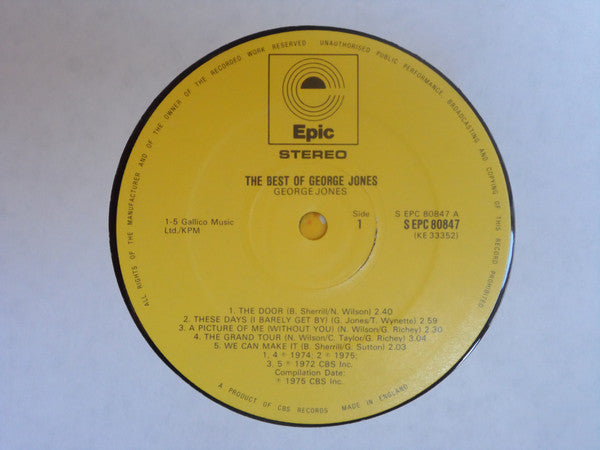 ALL RIGHTS OF THE MANUFACTURER AND OF THE OWNER OF THE RECORDED WORK RESERVED UNAUTHORISED PUBLIC PERFORMANCE, BROADCASTING AND COPYING OF THIS RECORD PROHIBITED
Epic
STEREO
THE BEST OF GEORGE JONES
GEORGE JONES
1-5 Gallico Music
Ltd./KPM
Side
1
S EPC 80847 A
S EPC 80847
(KE 33352)
1. THE DOOR (B. Sherrill/N. Wilson) 2.40
2. THESE DAYS (I BARELY GET BY) (G. Jones/T. Wynette) 2.59
3. A PICTURE OF ME (WITHOUT YOU) (N. Wilson/G. Richey) 2.30
4. THE GRAND TOUR (N. Wilson/C. Taylor/G. Richey) 3.04
5. WE CAN MAKE IT (B. Sherrill/G. Sutton) 2.03
1, 4 ℗ 1974; 2 ℗ 1975;
3, 5 ℗ 1972 CBS Inc.
Compilation Date:
℗ 1975 CBS Inc.
A PRODUCT OF CBS RECORDS MADE IN ENGLAND